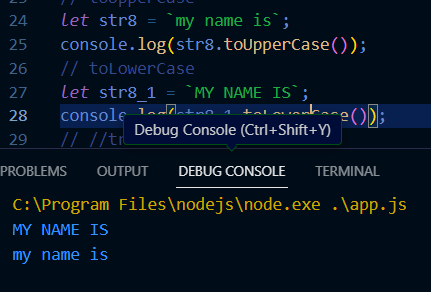 23 // toUpperCase
24 let str8 = `my name is`;
25 console.log(str8.toUpperCase());
26 // toLowerCase
27 let str8_1 = `MY NAME IS`;
28 console.log(str8_1.toLowerCase());
29 // //tr
Debug Console (Ctrl+Shift+Y)
PROBLEMS OUTPUT DEBUG CONSOLE TERMINAL
C:\Program Files\nodejs\node.exe .\app.js
MY NAME IS
my name is